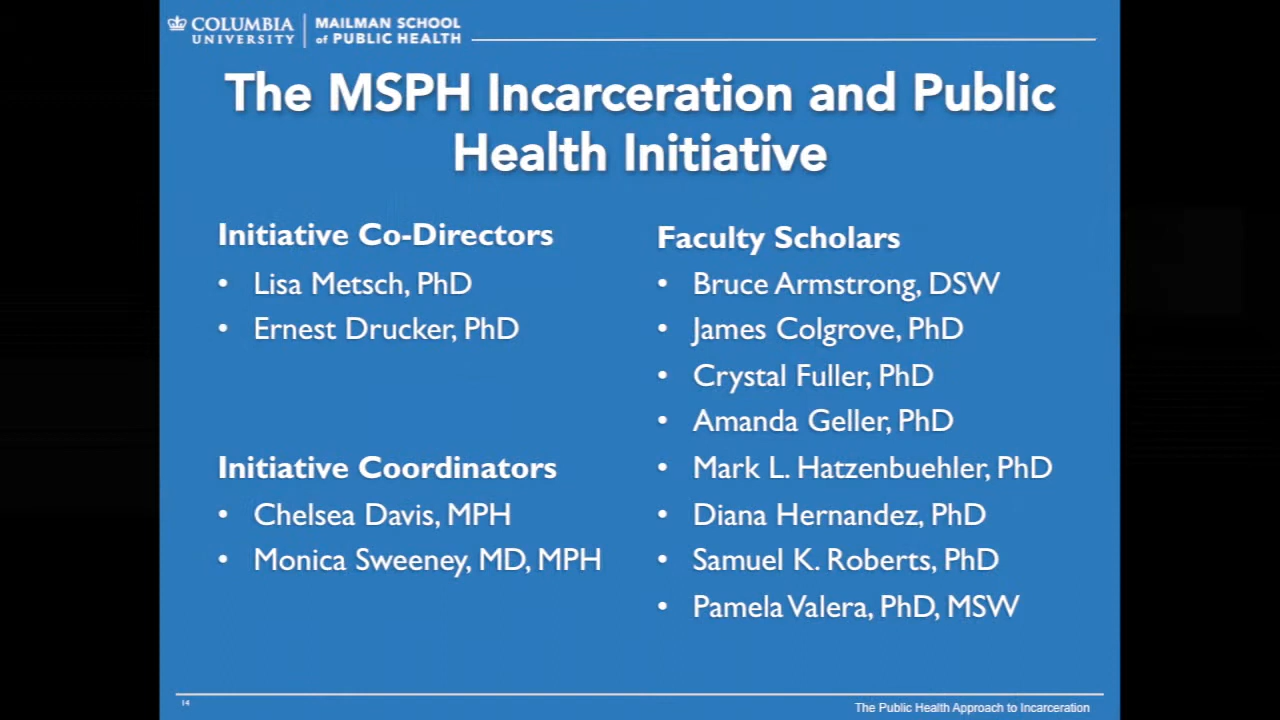 COLUMBIA UNIVERSITY
MAILMAN SCHOOL of PUBLIC HEALTH
The MSPH Incarceration and Public
Health Initiative
Initiative Co-Directors
• Lisa Metsch, PhD
• Ernest Drucker, PhD
Initiative Coordinators
• Chelsea Davis, MPH
• Monica Sweeney, MD, MPH
Faculty Scholars
• Bruce Armstrong, DSW
• James Colgrove, PhD
• Crystal Fuller, PhD
• Amanda Geller, PhD
• Mark L. Hatzenbuehler, PhD
• Diana Hernandez, PhD
• Samuel K. Roberts, PhD
• Pamela Valera, PhD, MSW
14
The Public Health Approach to Incarceration